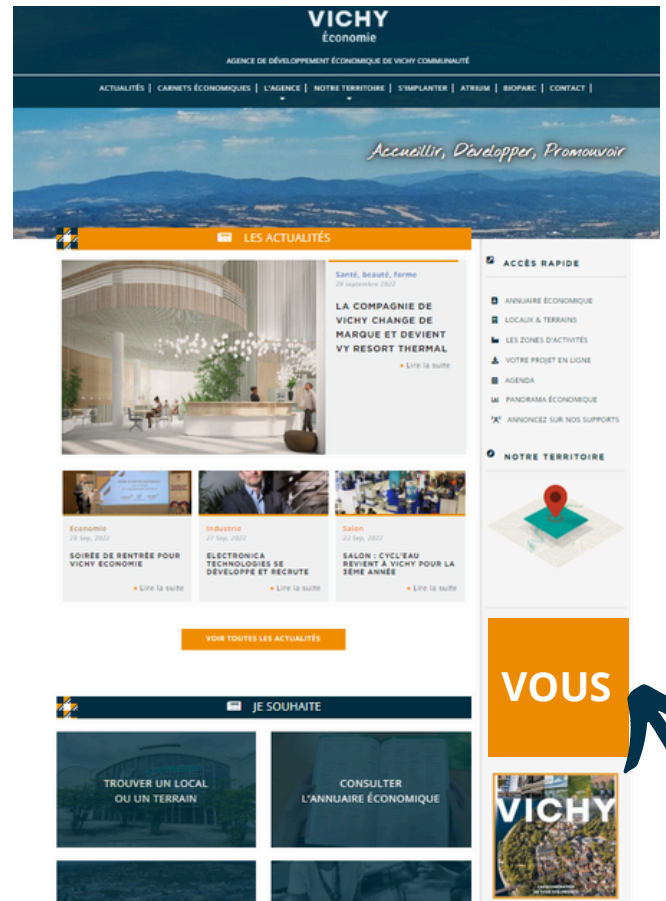 VICHY
Économie
AGENCE DE DÉVELOPPEMENT ÉCONOMIQUE DE VICHY COMMUNAUTÉ
ACTUALITÉS | CARNETS ÉCONOMIQUES | L'AGENCE | NOTRE TERRITOIRE | S'IMPLANTER | ATRIUM | BIOPARC | CONTACT |
Accueillir, Développer, Promouvoir
LES ACTUALITÉS
Santé, beauté, forme
29 septembre 2022
LA COMPAGNIE DE
VICHY CHANGE DE
MARQUE ET DEVIENT
VY RESORT THERMAL
Lire la suite
Economie
28 Sep, 2022
SOIRÉE DE RENTRÉE POUR
VICHY ECONOMIE
Lire la suite
Industrie
27 Sep, 2022
ELECTRONICA
TECHNOLOGIES SE
DÉVELOPPE ET RECRUTE
Lire la suite
Salon
23 Sep, 2022
SALON : CYCL'EAU
REVIENT À VICHY POUR LA
3ÈME ANNÉE
Lire la suite
VOIR TOUTES LES ACTUALITÉS
JE SOUHAITE
TROUVER UN LOCAL
OU UN TERRAIN
CONSULTER
L'ANNUAIRE ÉCONOMIQUE
ACCÈS RAPIDE
ANNUAIRE ÉCONOMIQUE
LOCAUX & TERRAINS
LES ZONES D'ACTIVITÉS
VOTRE PROJET EN LIGNE
AGENDA
PANORAMA ÉCONOMIQUE
ANNONCEZ SUR NOS SUPPORTS
NOTRE TERRITOIRE
VOUS
VICHY